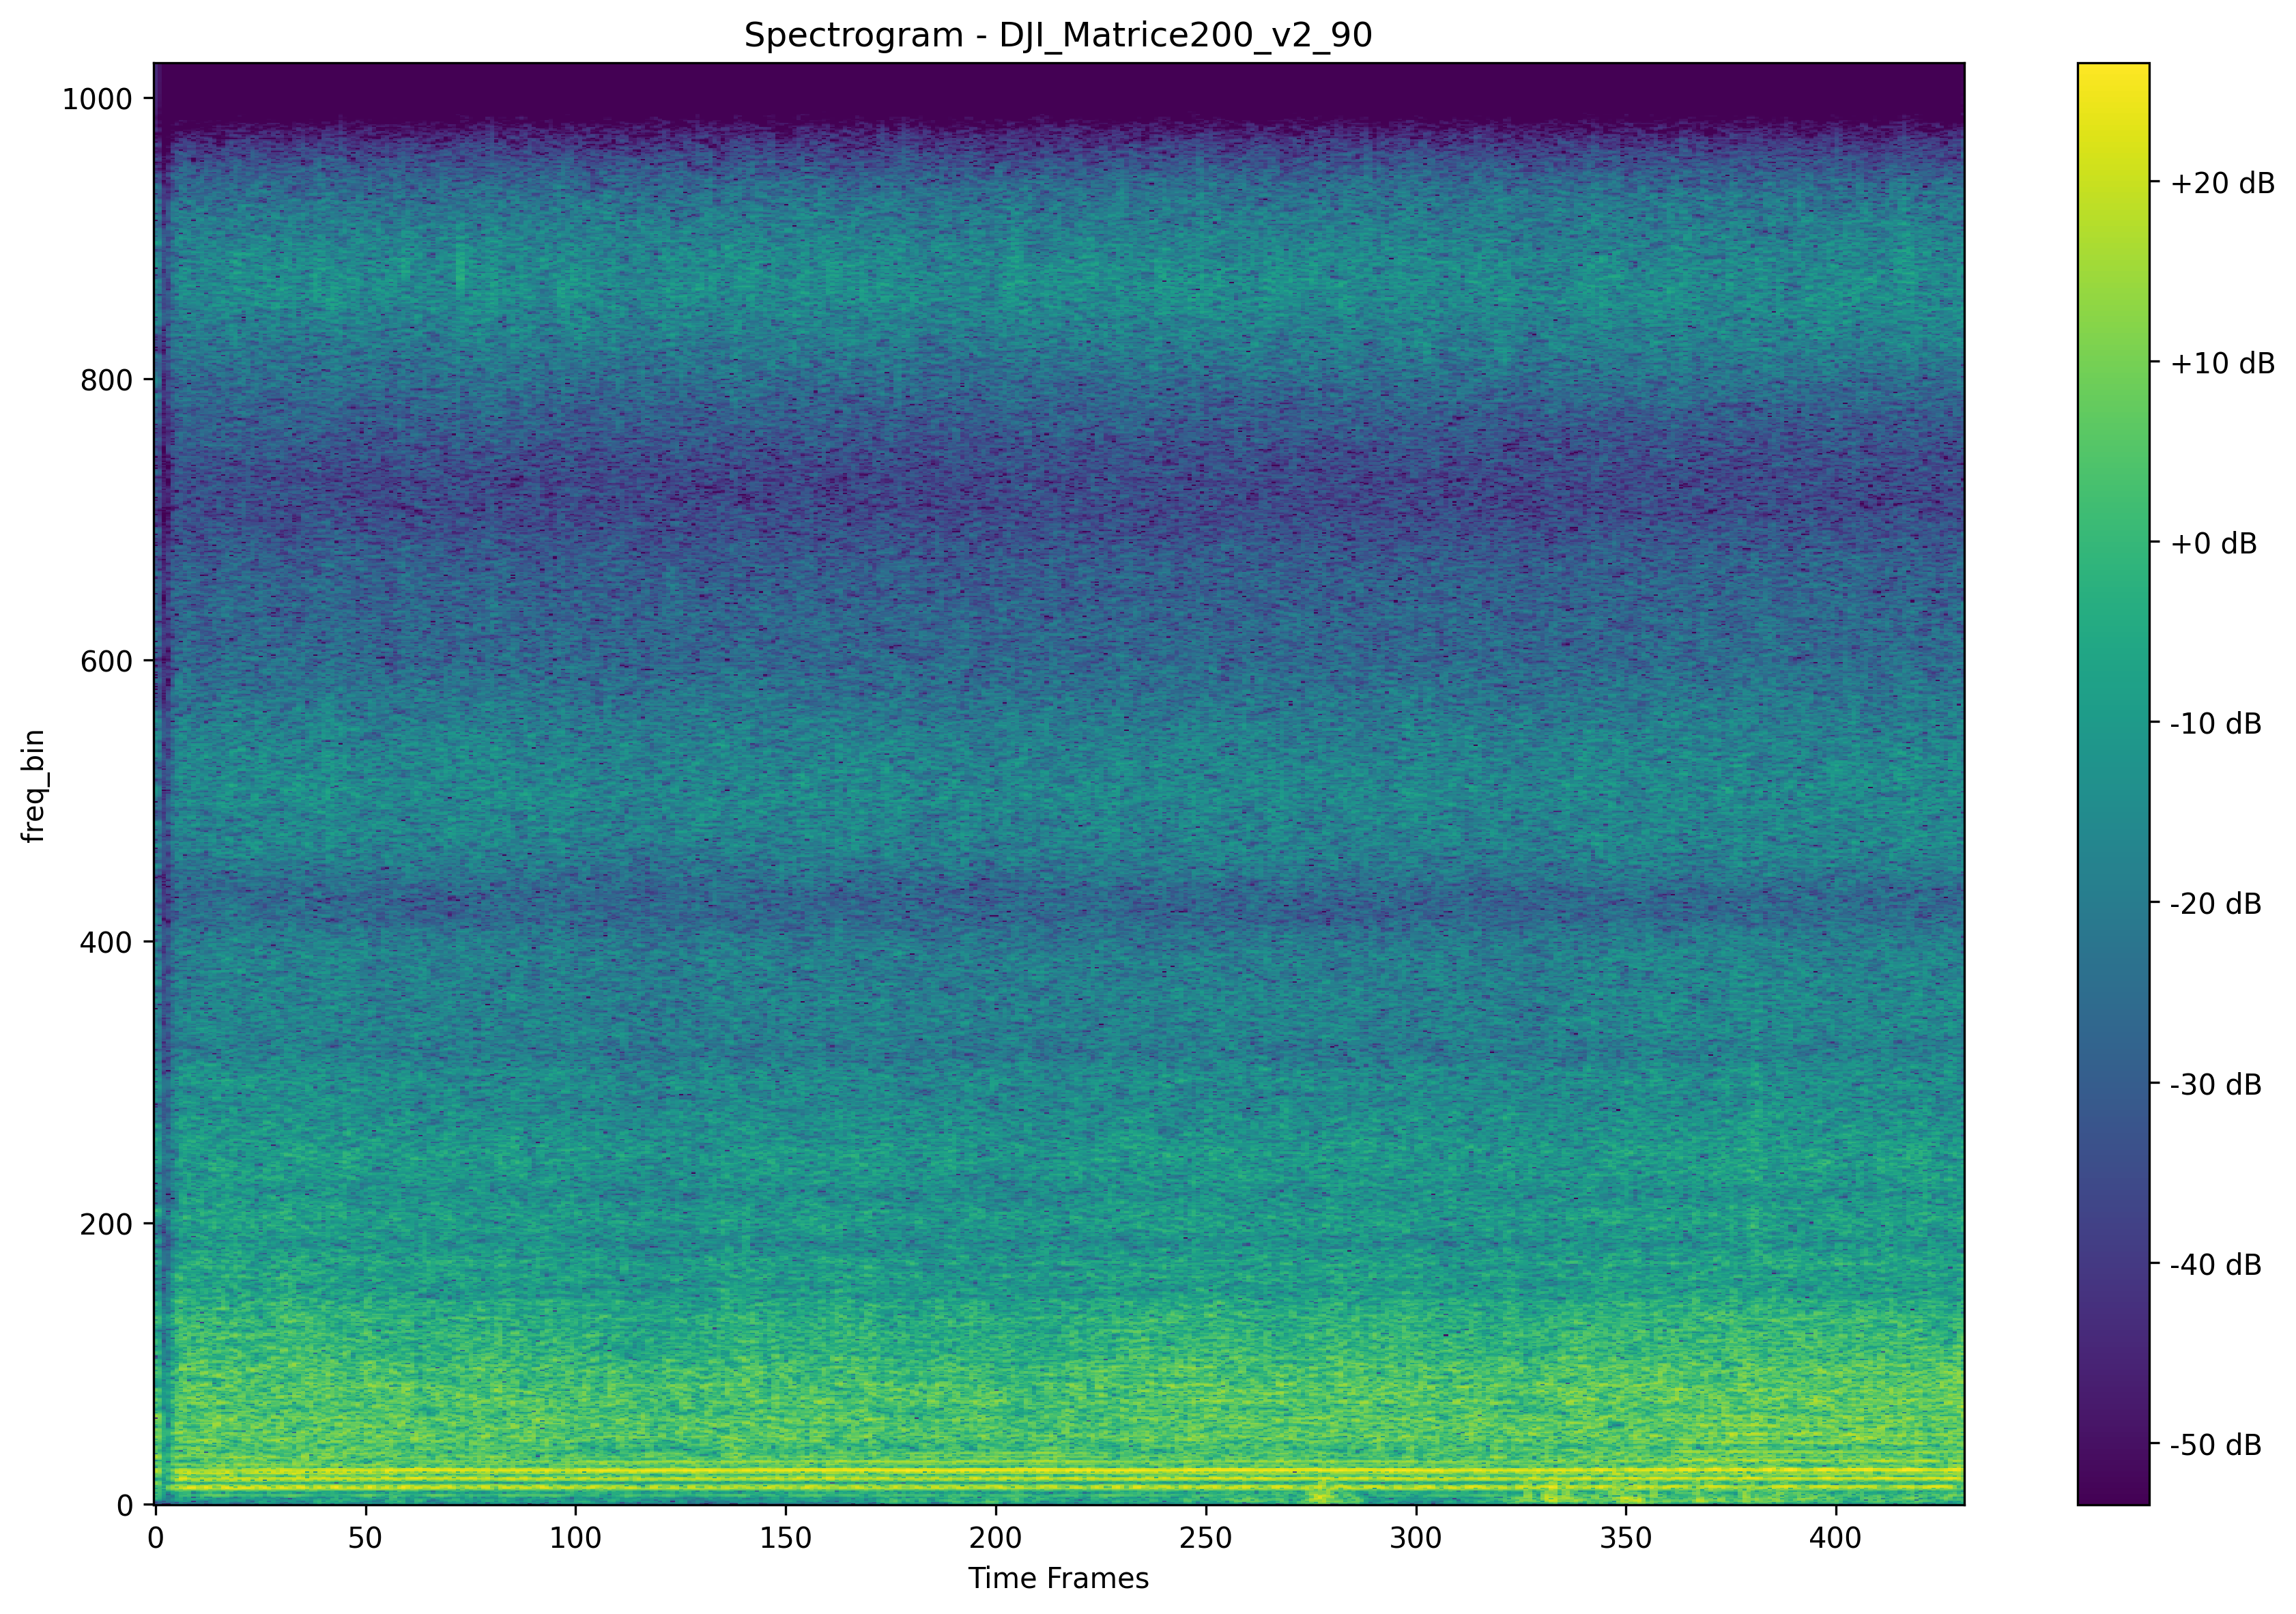 Spectrogram - DJI_Matrice200_v2_90
1000
800
600
400
200
0
freq_bin
0 50 100 150 200 250 300 350 400
Time Frames
+20 dB
+10 dB
+0 dB
-10 dB
-20 dB
-30 dB
-40 dB
-50 dB